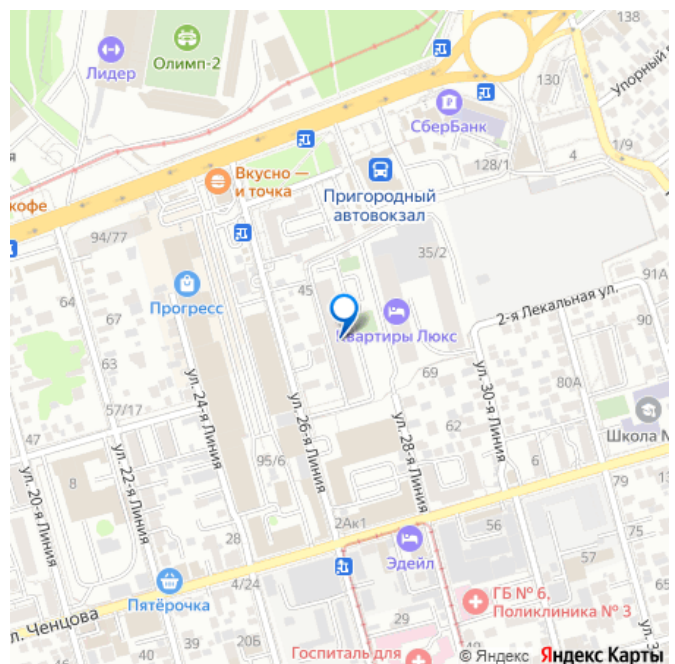 138
Олимп-2
Лидер
130
Упорный
СберБанк
1/9
4
128/1
Вкусно —
и точка
Пригородный
автовокзал
кофе
94/77
35/2
91А
45
2-я Лекальная ул.
64
Прогресс
67
90
Квартиры Люкс
63
69
80А
57/17
ул. 24-я Линия
ул. 26-я Линия
ул. 28-я Линия
ул. 30-я Линия
62
47
Школа №
95/6
6
8
79
ул. 20-я Линия
ул. 22-я Линия
75
2Ак1
56
28
Эдейл
57
4/24
Пятёрочка
ГБ № 6,
Поликлиника № 3
л. Ченцова
29
65
20Б
Госпиталь для
© Яндекс Яндекс Карты